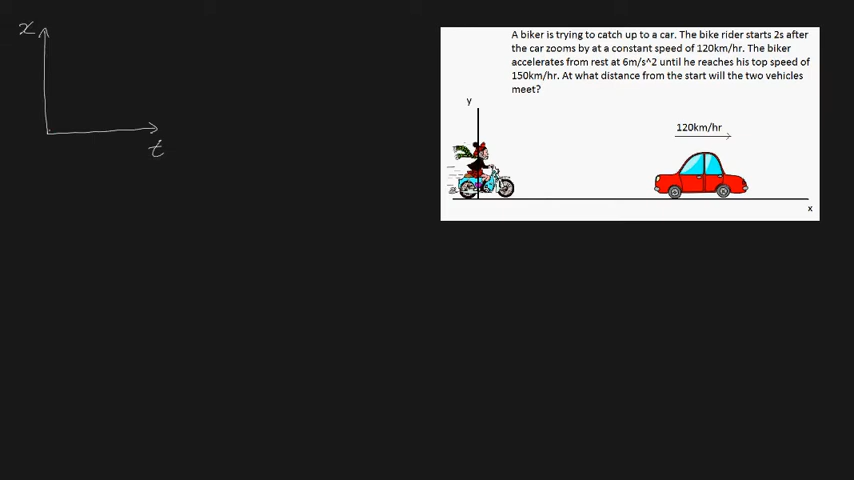 x
t
A biker is trying to catch up to a car. The bike rider starts 2s after
the car zooms by at a constant speed of 120km/hr. The biker
accelerates from rest at 6m/s^2 until he reaches his top speed of
150km/hr. At what distance from the start will the two vehicles
meet?
y
120km/hr
x